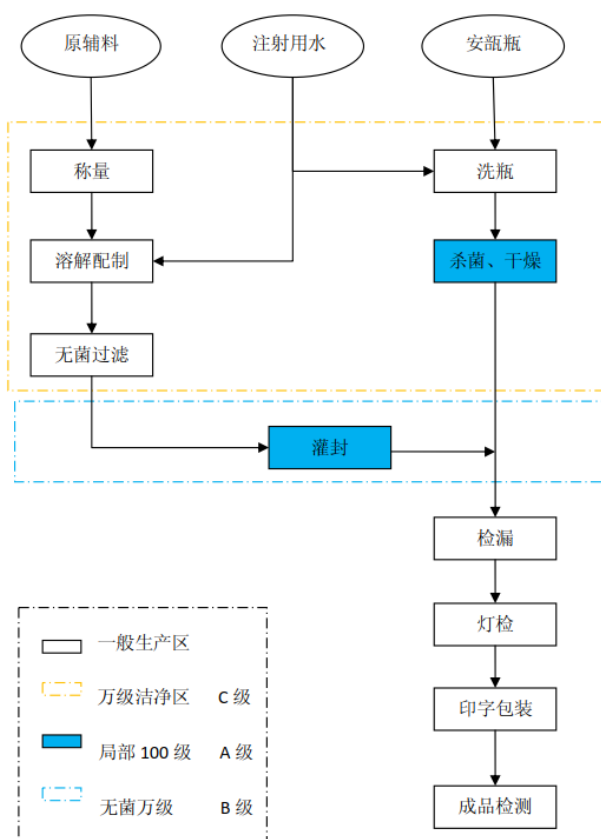 原辅料
注射用水
安瓿瓶
称量
洗瓶
溶解配制
杀菌、干燥
无菌过滤
灌封
检漏
灯检
印字包装
成品检测
一般生产区
万级洁净区 C 级
局部 100 级 A 级
无菌万级 B 级